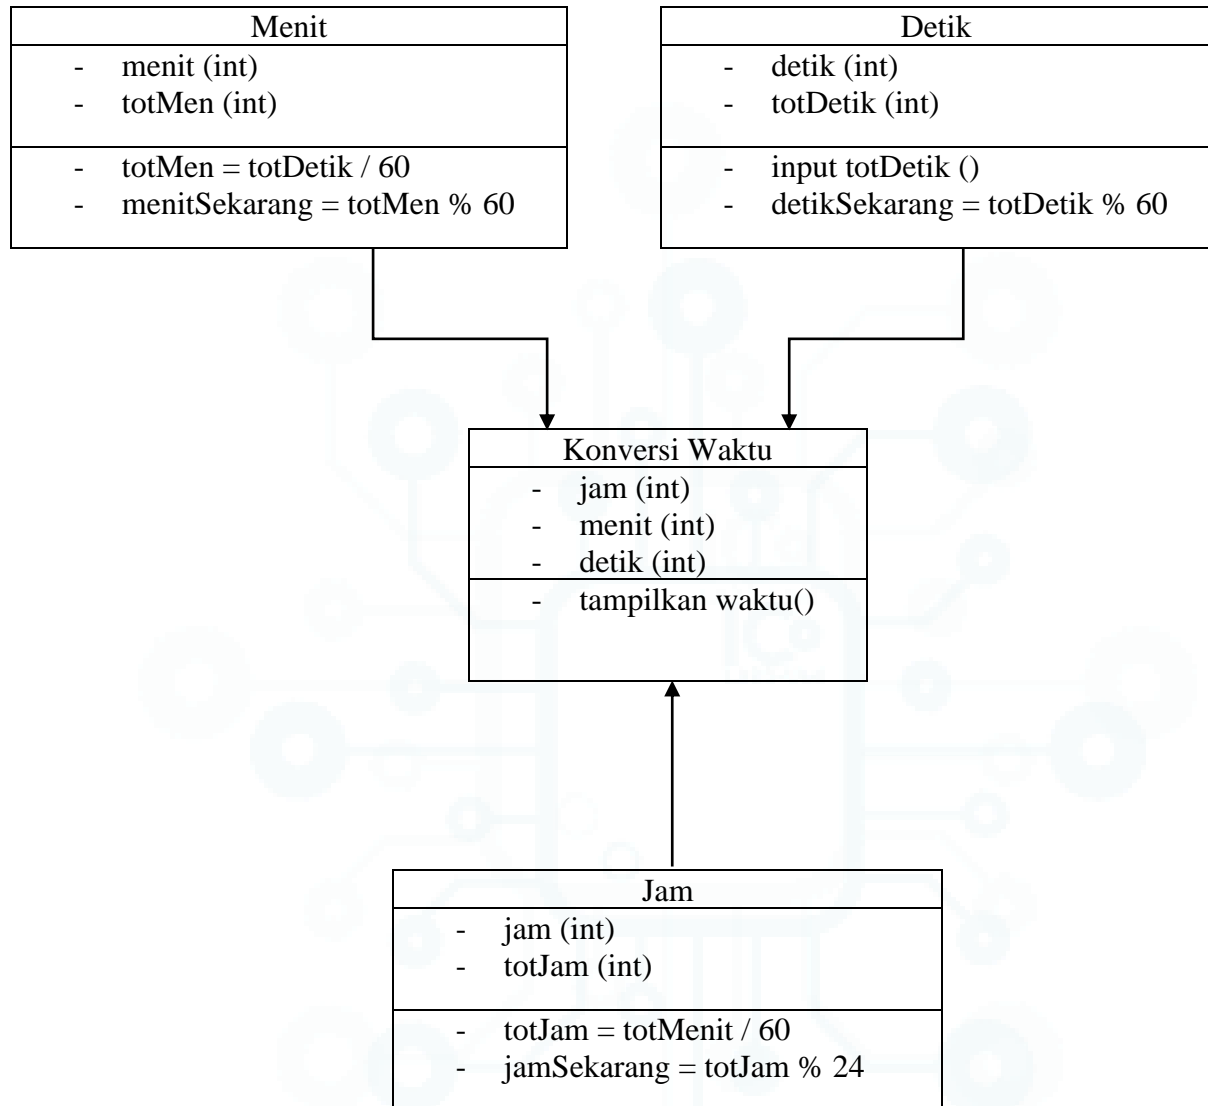 Menit
- menit (int)
- totMen (int)
- totMen = totDetik / 60
- menitSekarang = totMen % 60
Detik
- detik (int)
- totDetik (int)
- input totDetik ()
- detikSekarang = totDetik % 60
Konversi Waktu
- jam (int)
- menit (int)
- detik (int)
- tampilkan waktu()
Jam
- jam (int)
- totJam (int)
- totJam = totMenit / 60
- jamSekarang = totJam % 24